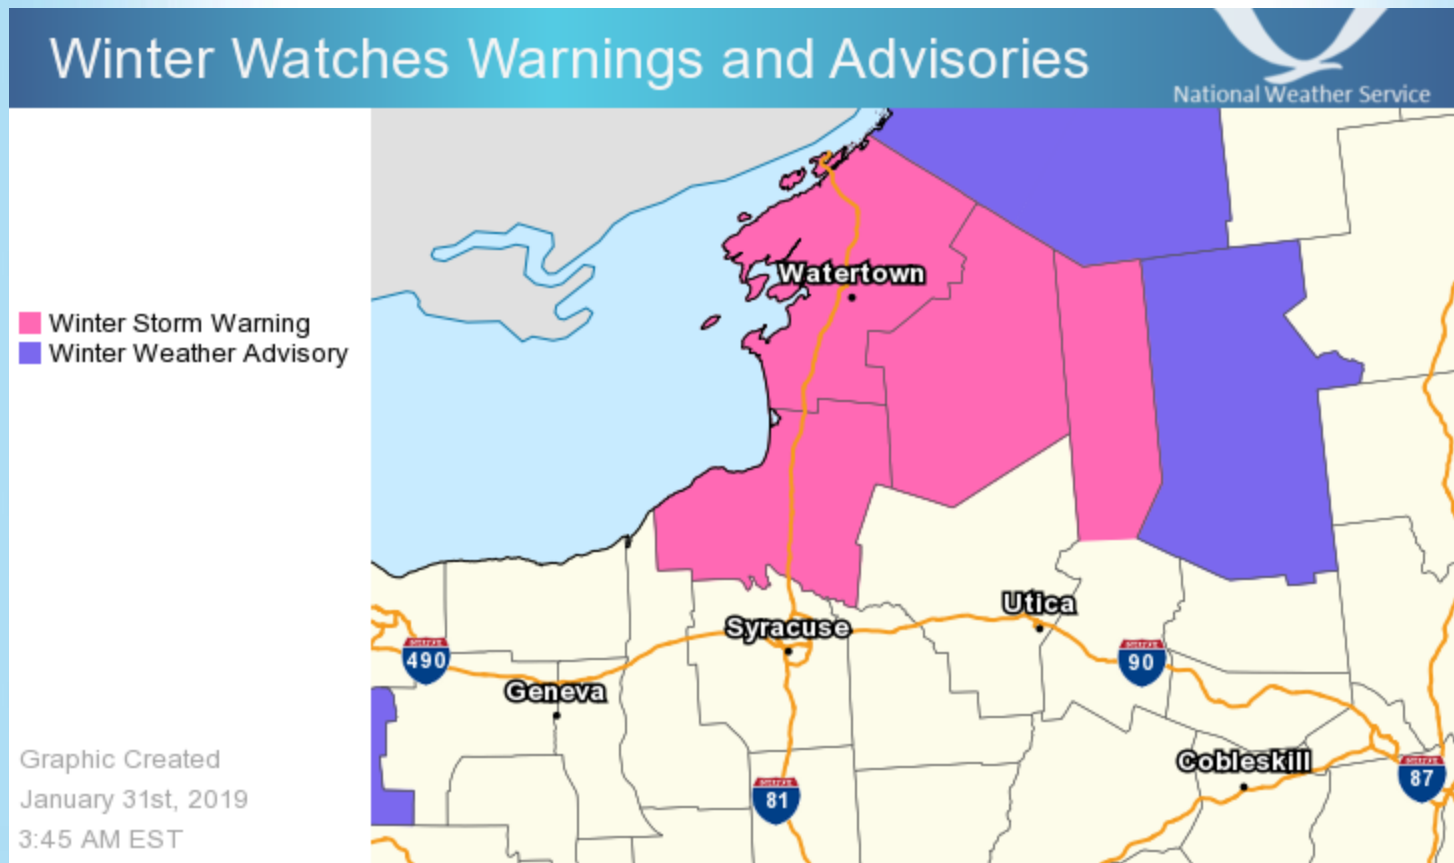 Winter Watches Warnings and Advisories
National Weather Service
Winter Storm Warning
Winter Weather Advisory
Watertown
Utica
Syracuse
490
90
Geneva
Cobleskill
81
87
Graphic Created
January 31st, 2019
3:45 AM EST